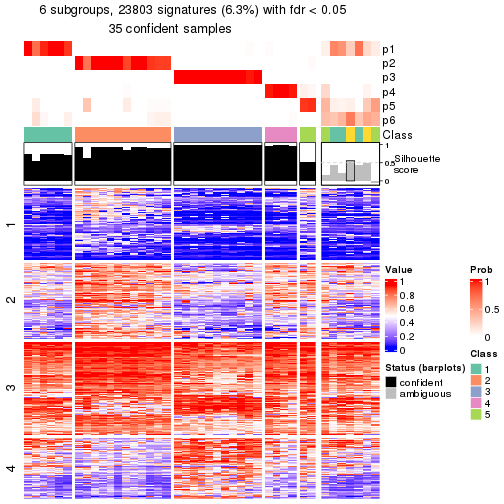 6 subgroups, 23803 signatures (6.3%) with fdr < 0.05
35 confident samples
p1
p2
p3
p4
p5
p6
Class
1
0.5
0
Silhouette
score
1
2
3
4
Value
1
0.8
0.6
0.4
0.2
0
Status (barplots)
confident
ambiguous
Prob
1
0.5
0
Class
1
2
3
4
5